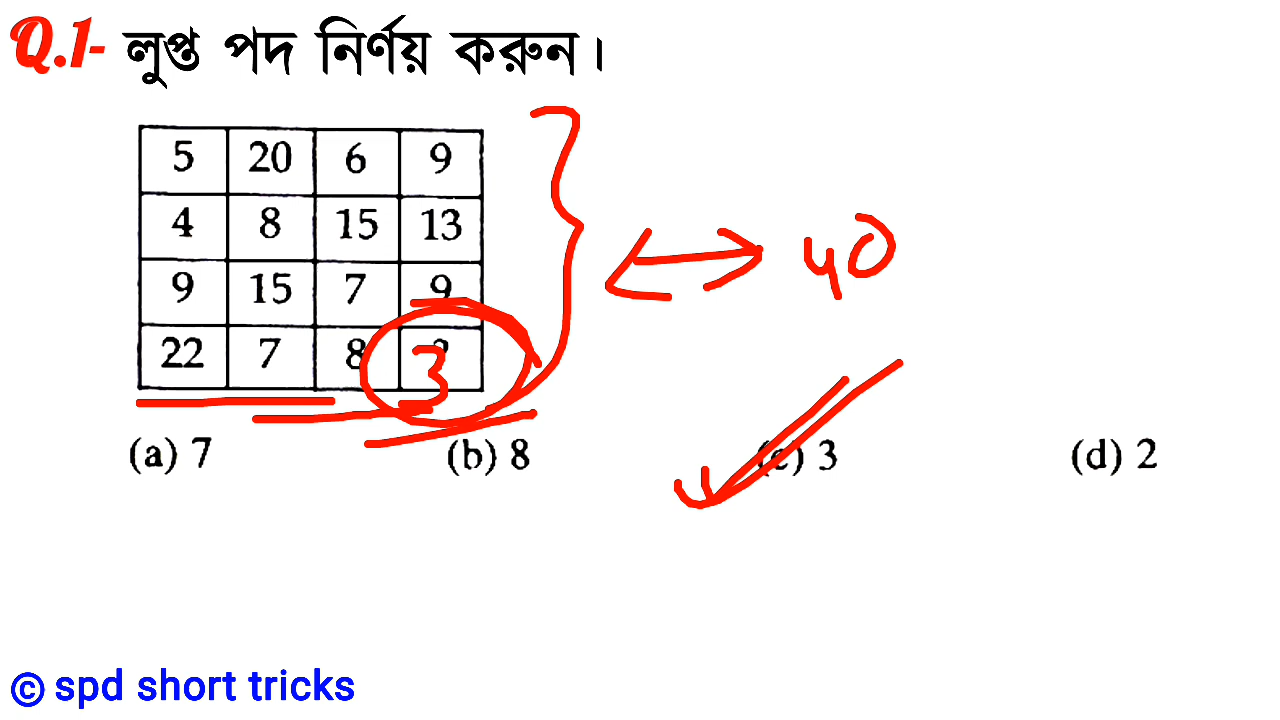 Q.1- লুপ্ত পদ নির্ণয় করুন।
5 20 6 9
4 8 15 13
9 15 7 9
22 7 8 3
40
(a) 7 (b) 8 (c) 3 (d) 2
© spd short tricks